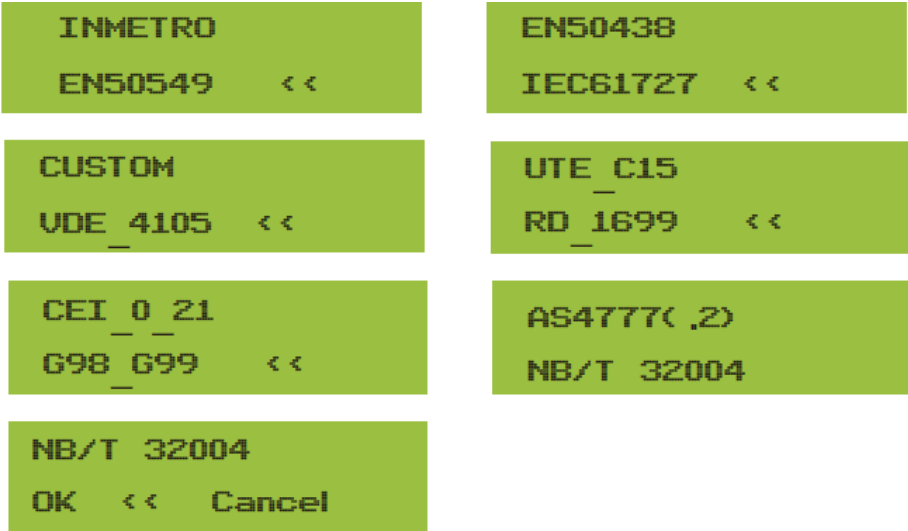 INMETRO
EN50549 <<
EN50438
IEC61727 <<
CUSTOM
VDE_4105 <<
UTE_C15
RD_1699 <<
CEI_0_21
G98_G99 <<
AS4777(.2)
NB/T 32004
NB/T 32004
OK << Cancel